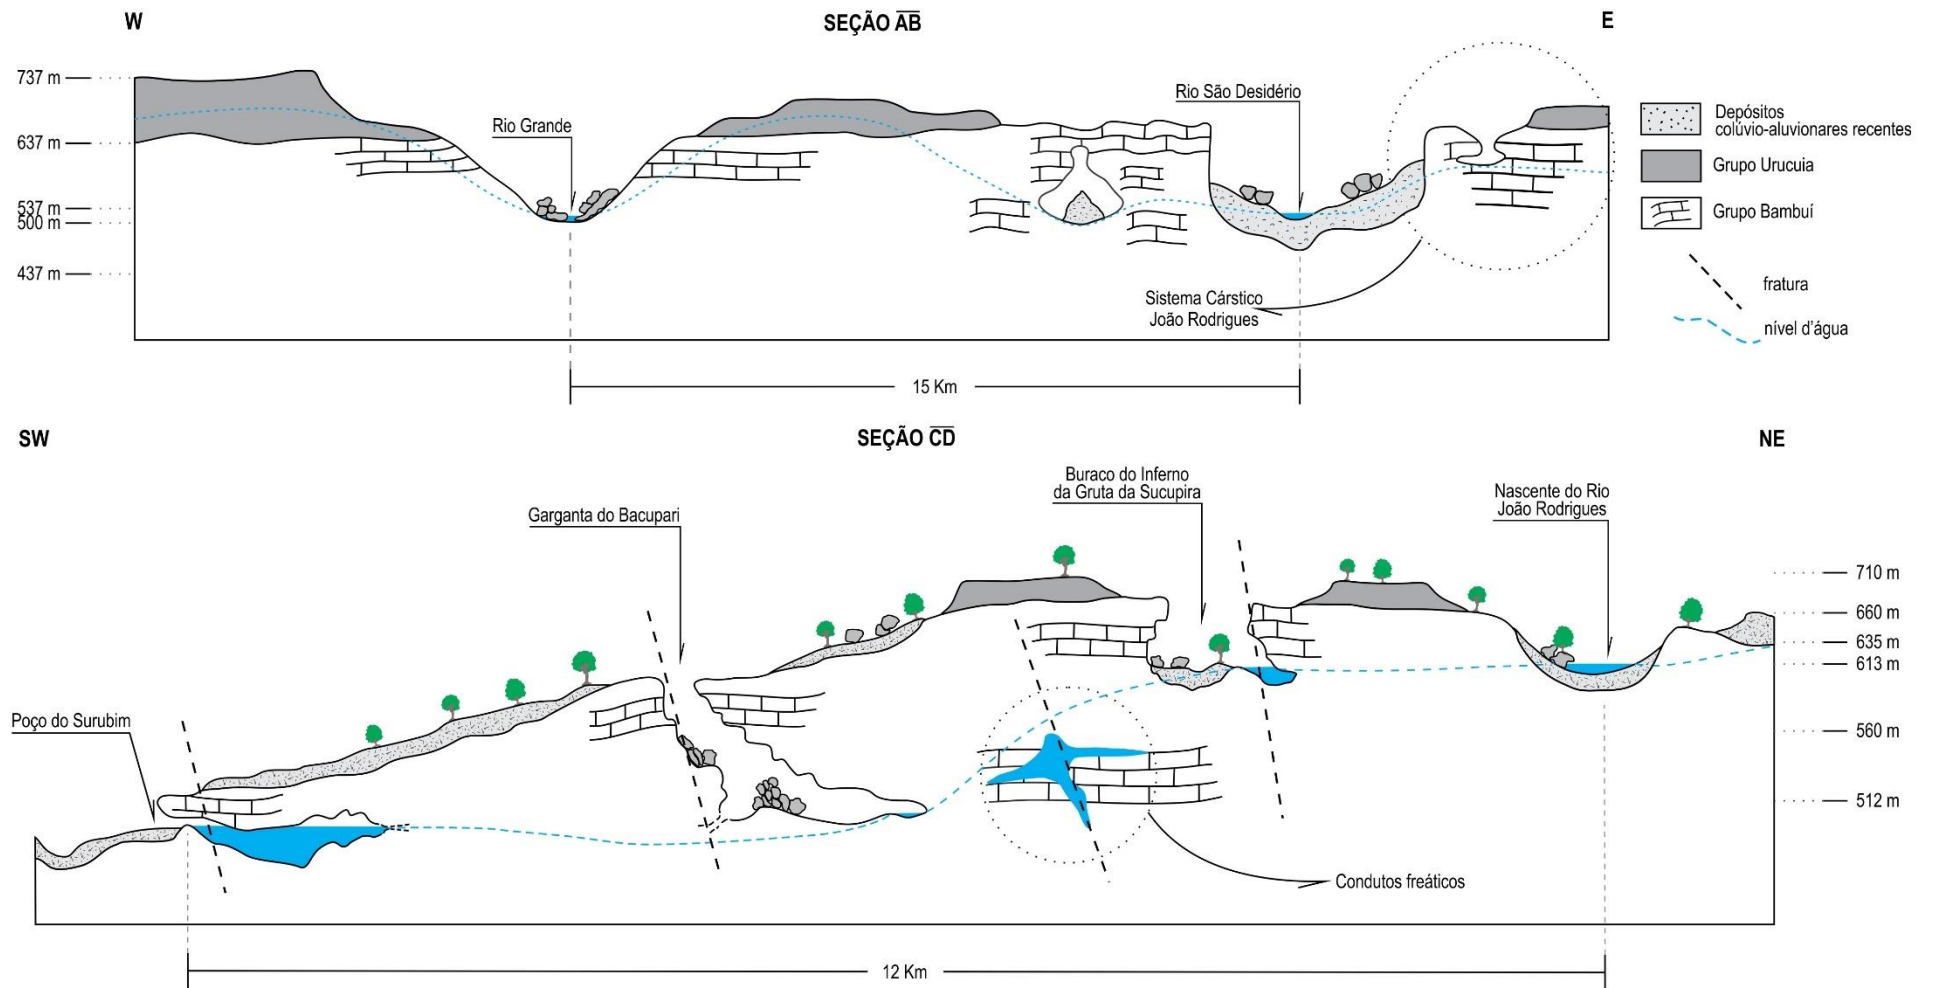 W
SEÇÃO A̅B̅
E
737 m
637 m
537 m
500 m
437 m
Rio Grande
Rio São Desidério
Sistema Cárstico
João Rodrigues
15 Km
Depósitos
colúvio-aluvionares recentes
Grupo Urucuia
Grupo Bambuí
fratura
nível d'água
SW
SEÇÃO C̅D̅
NE
Poço do Surubim
Garganta do Bacupari
Buraco do Inferno
da Gruta da Sucupira
Nascente do Rio
João Rodrigues
710 m
660 m
635 m
613 m
560 m
512 m
Condutos freáticos
12 Km